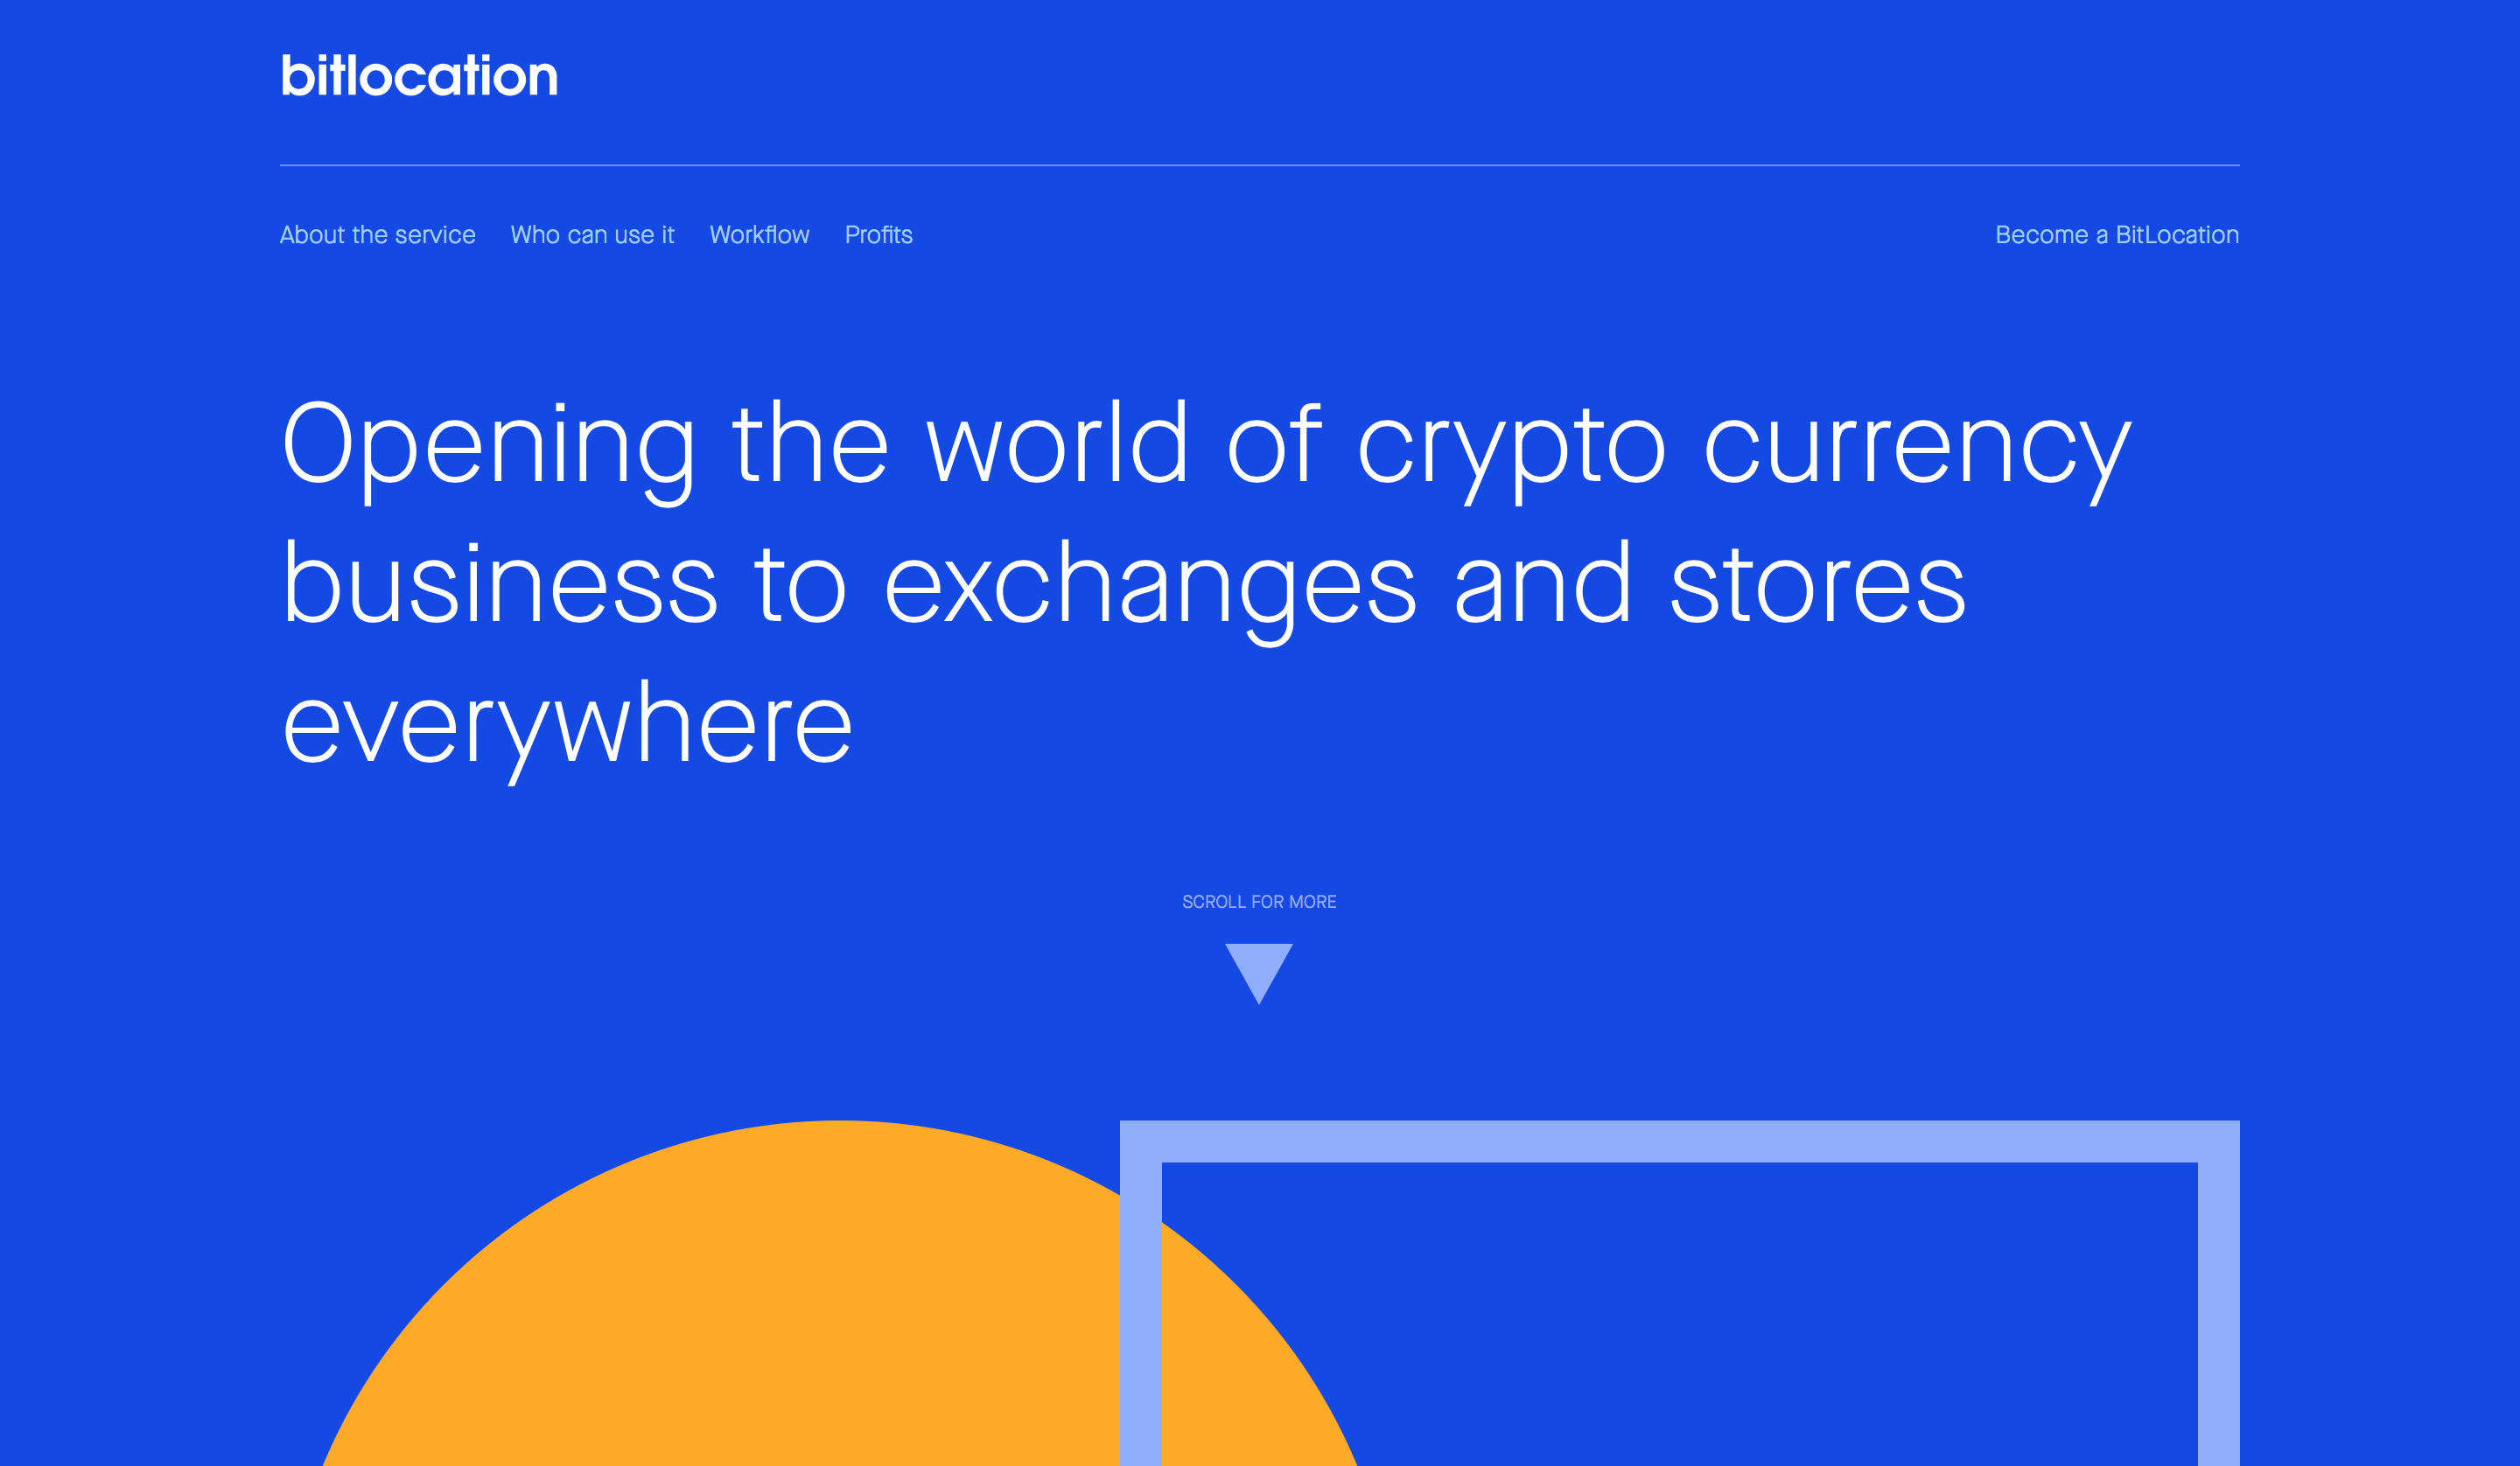 bitlocation
About the service Who can use it Workflow Profits Become a BitLocation
Opening the world of crypto currency
business to exchanges and stores
everywhere
SCROLL FOR MORE